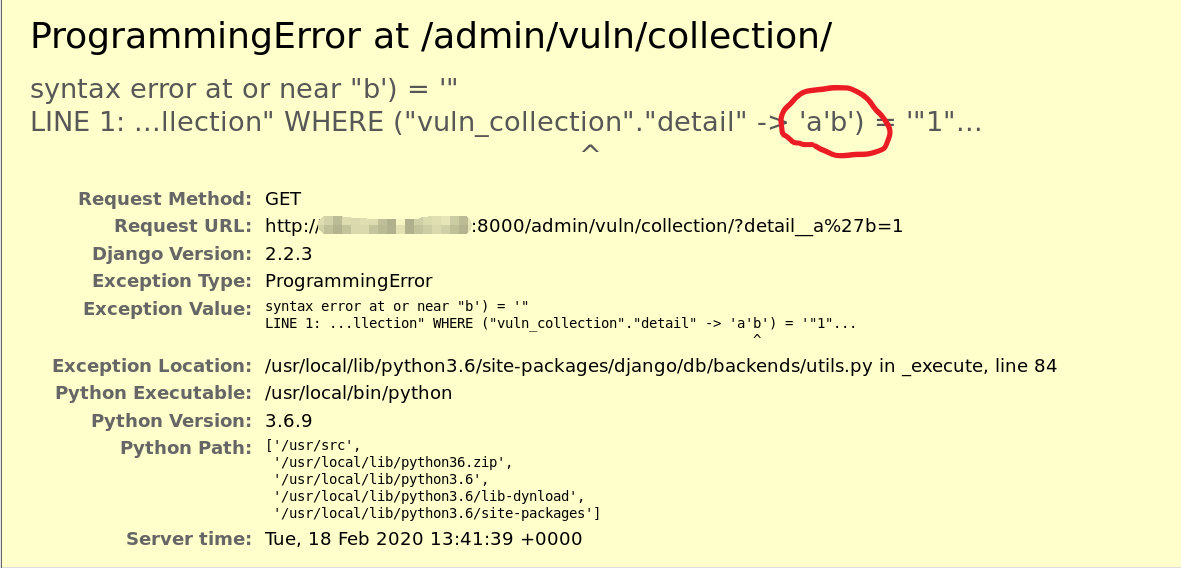 ProgrammingError at /admin/vuln/collection/
syntax error at or near "b') = '"
LINE 1: ...llection" WHERE ("vuln_collection"."detail" -> 'a'b') = '"1"...
^
Request Method: GET
Request URL: http:// :8000/admin/vuln/collection/?detail__a%27b=1
Django Version: 2.2.3
Exception Type: ProgrammingError
Exception Value: syntax error at or near "b') = '"
LINE 1: ...llection" WHERE ("vuln_collection"."detail" -> 'a'b') = '"1"...
^
Exception Location: /usr/local/lib/python3.6/site-packages/django/db/backends/utils.py in _execute, line 84
Python Executable: /usr/local/bin/python
Python Version: 3.6.9
Python Path: ['/usr/src',
'/usr/local/lib/python36.zip',
'/usr/local/lib/python3.6',
'/usr/local/lib/python3.6/lib-dynload',
'/usr/local/lib/python3.6/site-packages']
Server time: Tue, 18 Feb 2020 13:41:39 +0000